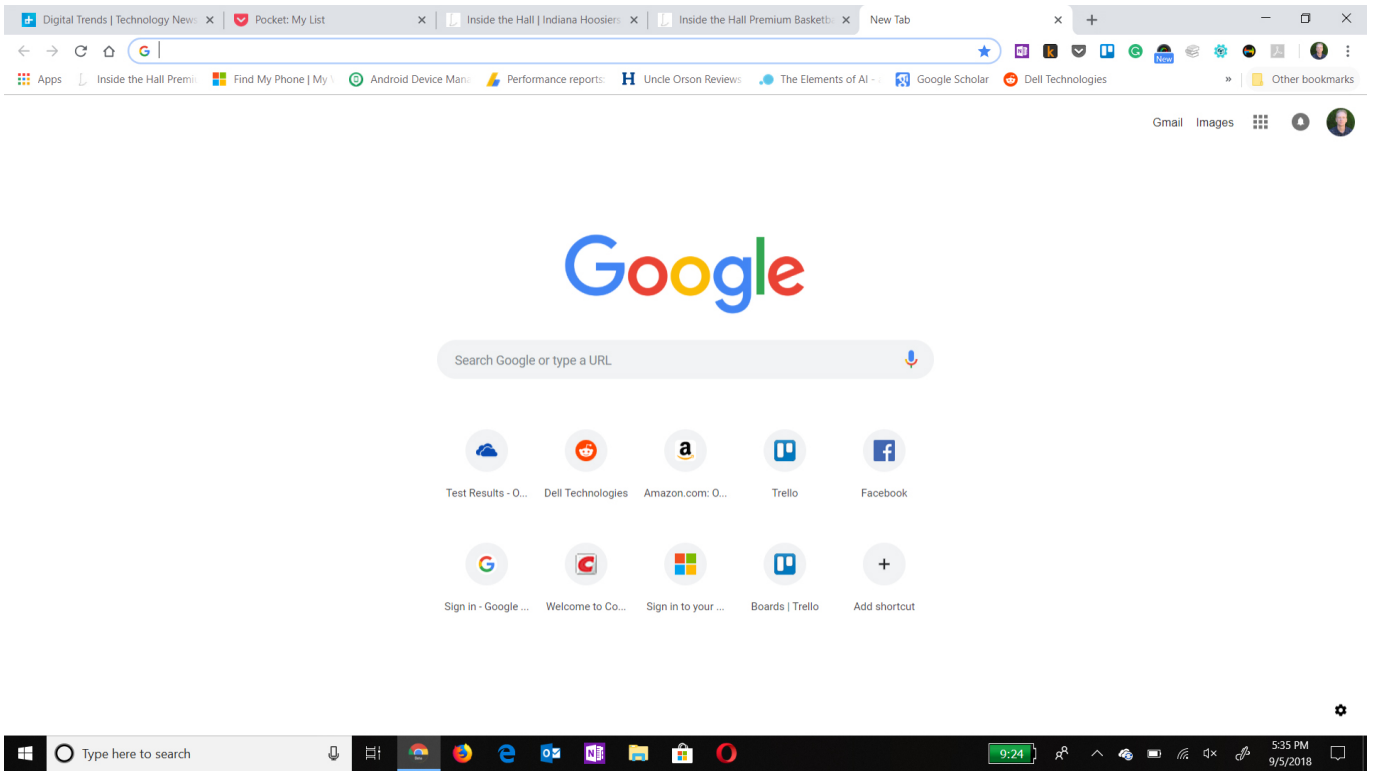 Digital Trends | Technology News
Pocket: My List
Inside the Hall | Indiana Hoosiers
Inside the Hall Premium Basketb
New Tab
G
New
Apps
Inside the Hall Premi
Find My Phone | My
Android Device Man
Performance reports:
H Uncle Orson Reviews
The Elements of AI -
Google Scholar
Dell Technologies
»
Other bookmarks
Gmail Images
Google
Search Google or type a URL
Test Results - O... Dell Technologies Amazon.com: O... Trello Facebook
Sign in - Google ... Welcome to Co... Sign in to your ... Boards | Trello Add shortcut
Type here to search
9:24
5:35 PM
9/5/2018